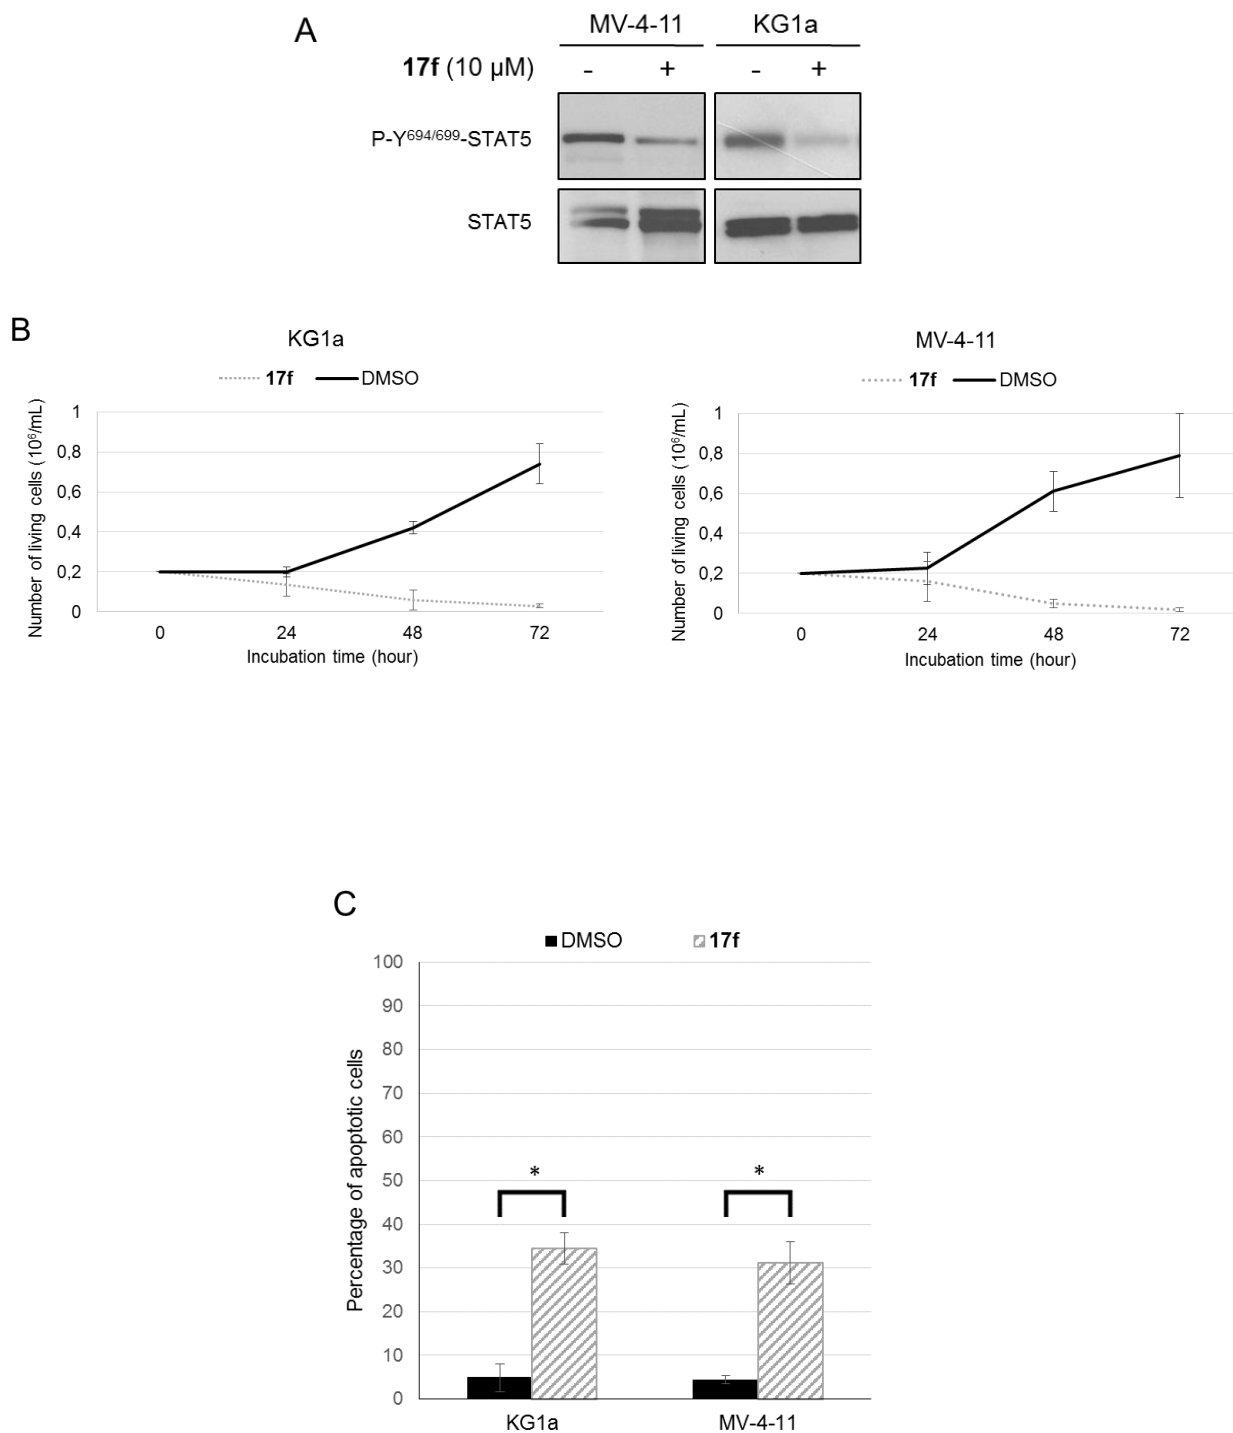 A
MV-4-11 KG1a
17f (10 µM) - + - +
P-Y694/699-STAT5
STAT5
B
KG1a
17f DMSO
Number of living cells (10⁶/mL)
1
0,8
0,6
0,4
0,2
0
0 24 48 72
Incubation time (hour)
MV-4-11
17f DMSO
Number of living cells (10⁶/mL)
1
0,8
0,6
0,4
0,2
0
0 24 48 72
Incubation time (hour)
C
DMSO 17f
Percentage of apoptotic cells
100
90
80
70
60
50
40
30
20
10
0
* *
KG1a MV-4-11